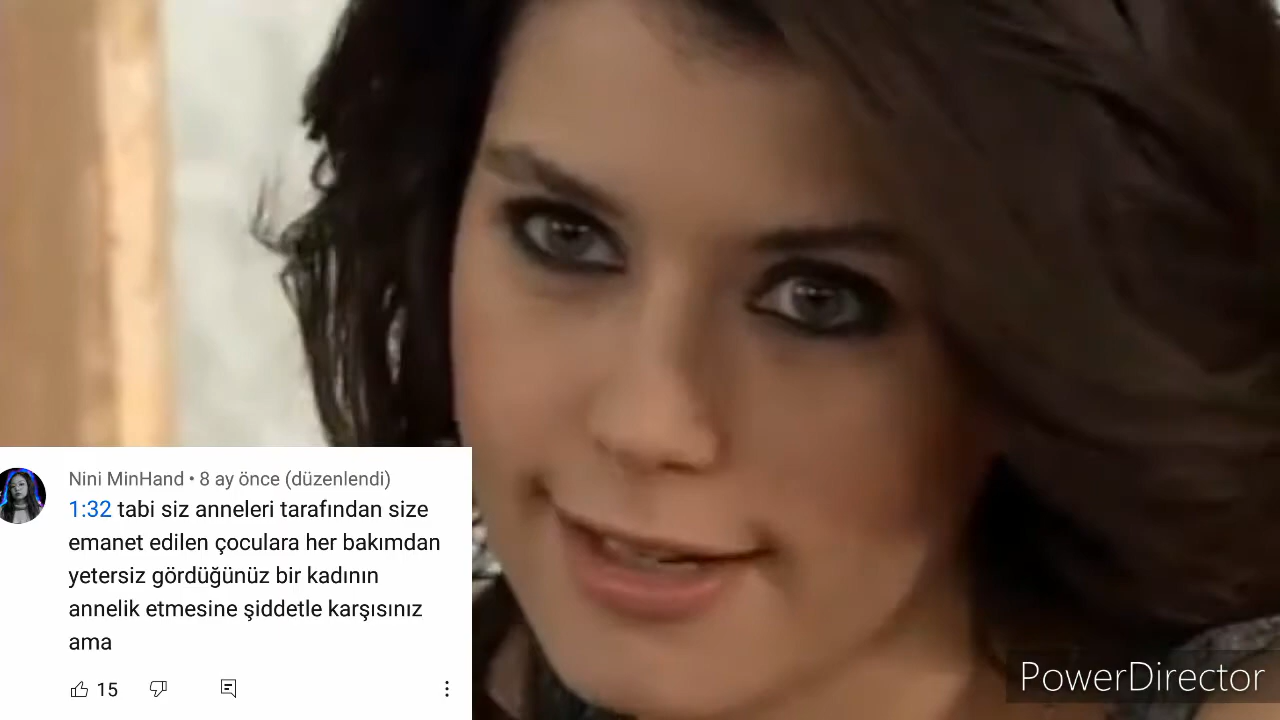 Nini MinHand • 8 ay önce (düzenlendi)
1:32 tabi siz anneleri tarafından size
emanet edilen çoculara her bakımdan
yetersiz gördüğünüz bir kadının
annelik etmesine şiddetle karşısınız
ama
15
PowerDirector